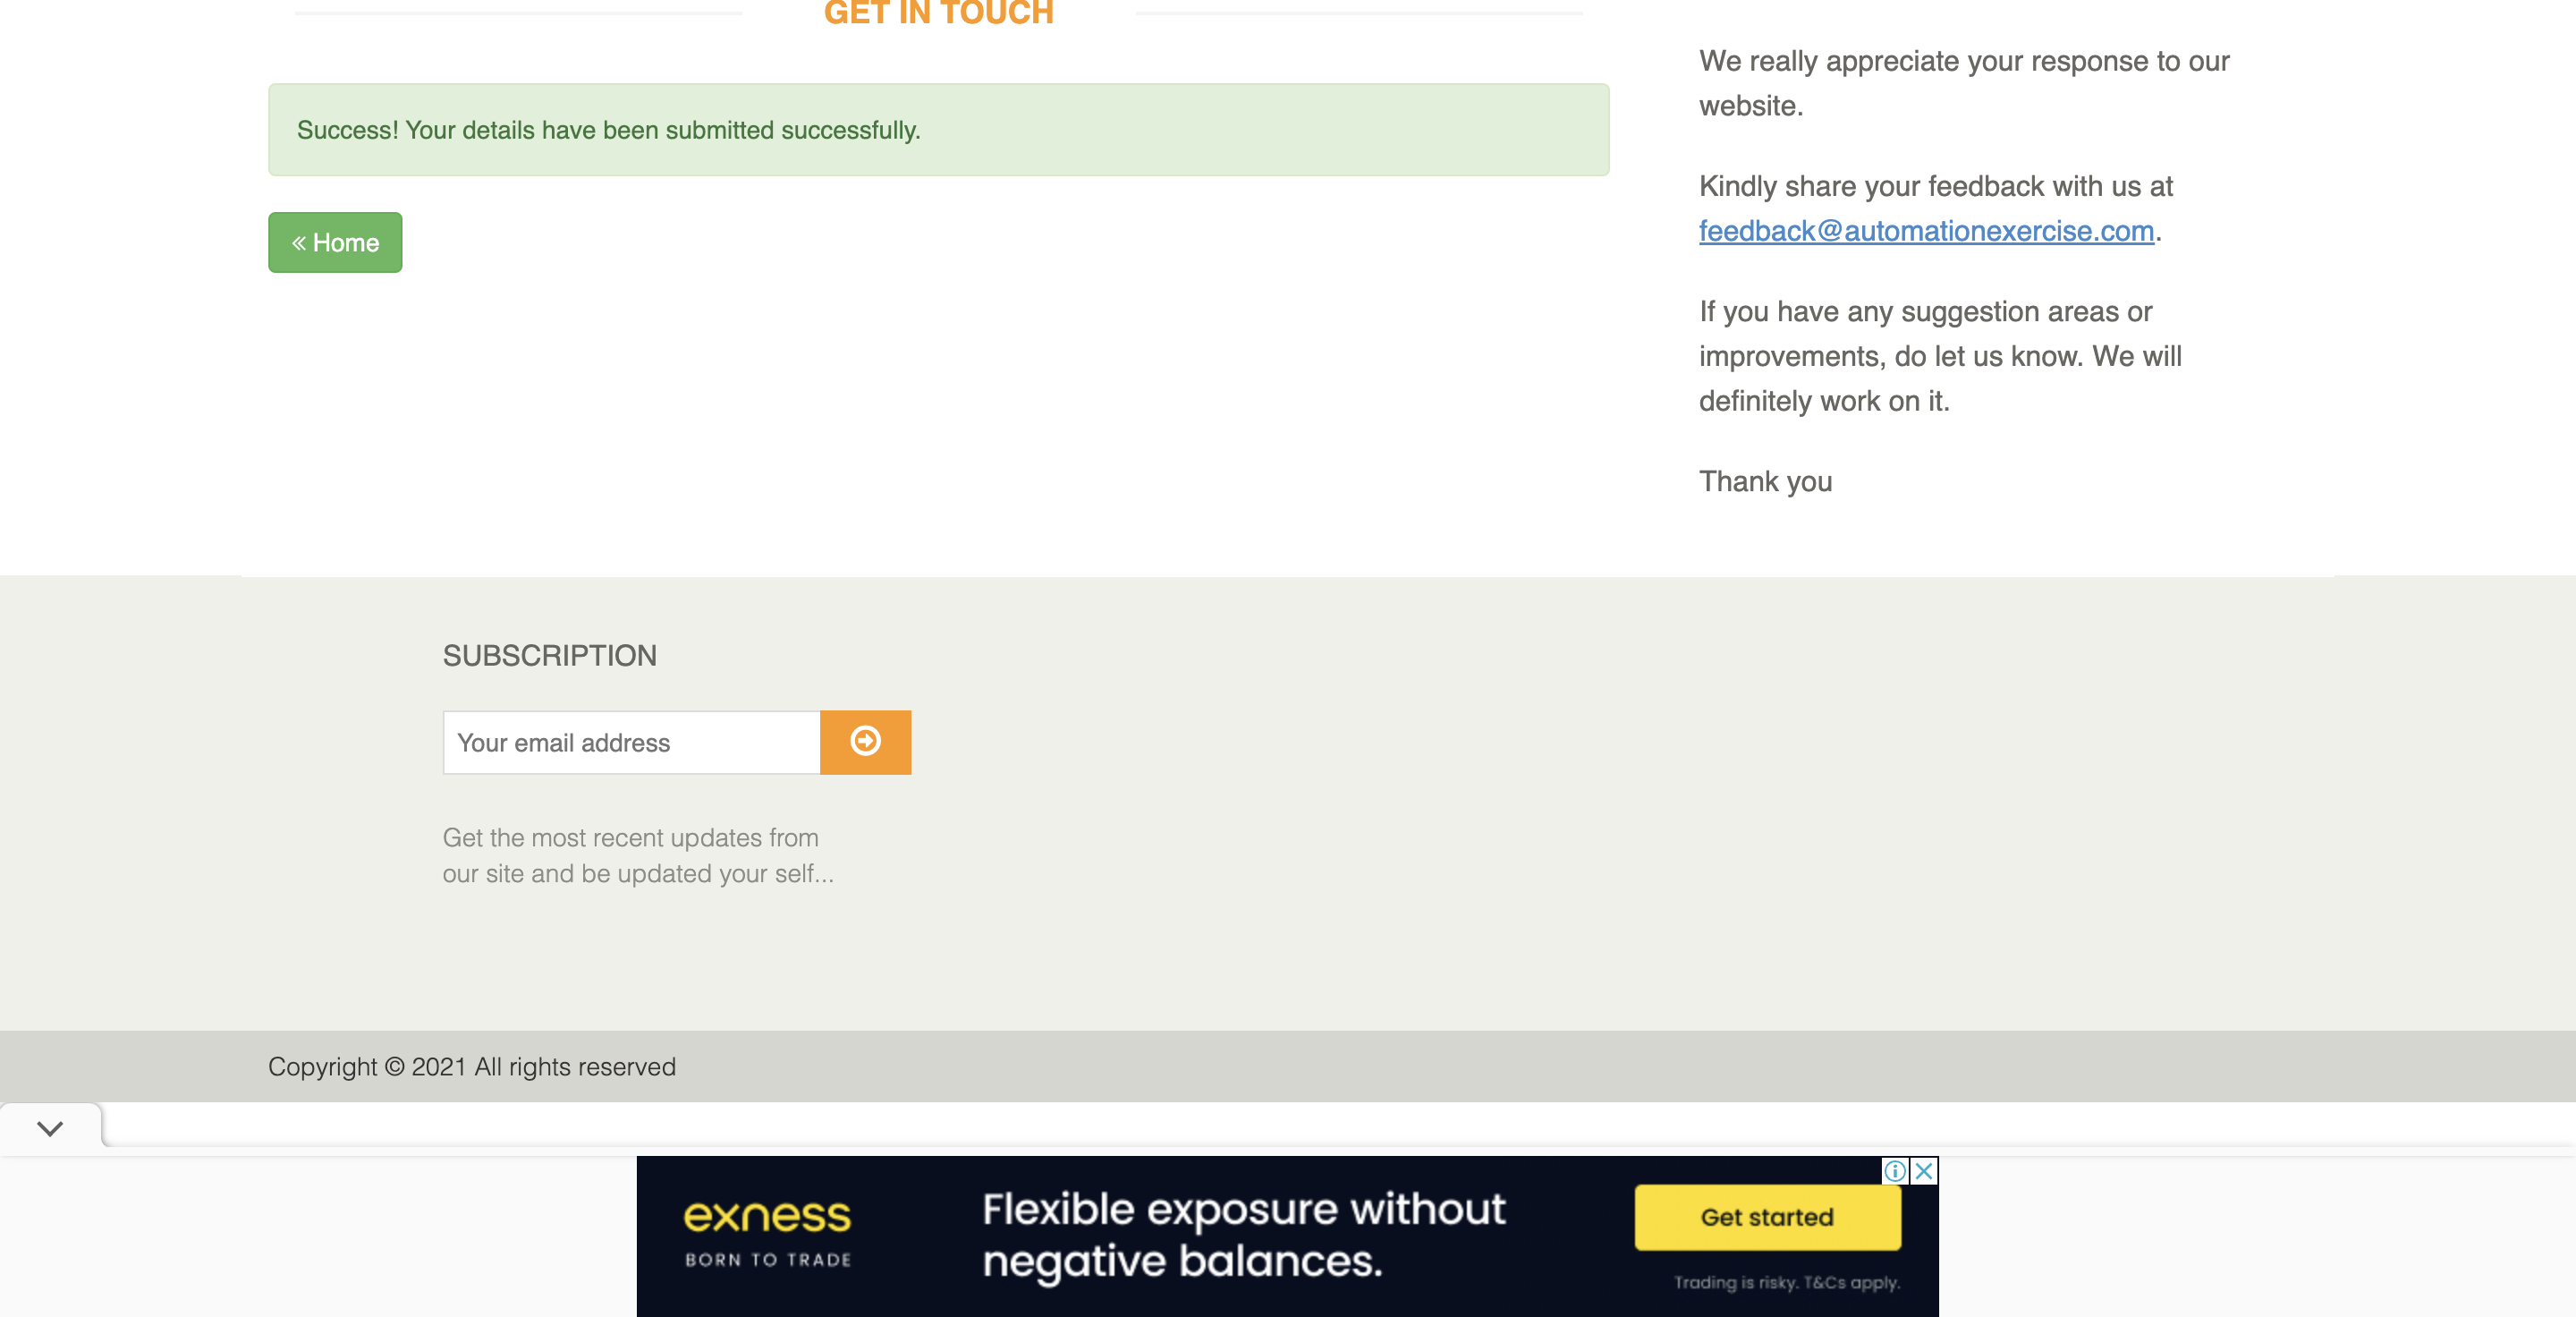 GET IN TOUCH
Success! Your details have been submitted successfully.
« Home
We really appreciate your response to our
website.
Kindly share your feedback with us at
feedback@automationexercise.com.
If you have any suggestion areas or
improvements, do let us know. We will
definitely work on it.
Thank you
SUBSCRIPTION
Your email address
Get the most recent updates from
our site and be updated your self...
Copyright © 2021 All rights reserved
exness
BORN TO TRADE
Flexible exposure without
negative balances.
Get started
Trading is risky. T&Cs apply.